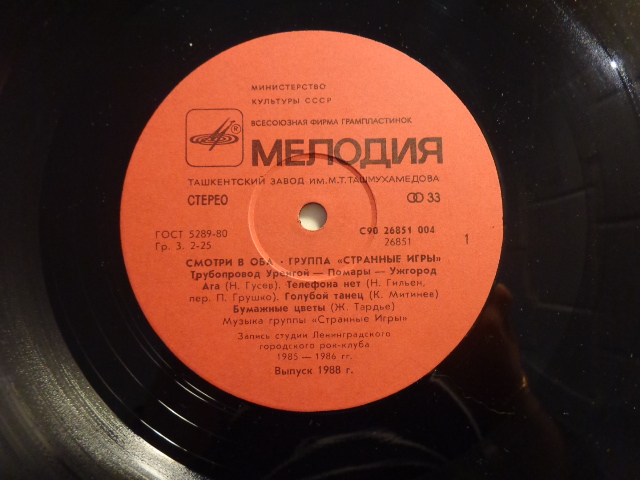 МИНИСТЕРСТВО
КУЛЬТУРЫ СССР
ВСЕСОЮЗНАЯ ФИРМА ГРАМПЛАСТИНОК
®
МЕЛОДИЯ
ТАШКЕНТСКИЙ ЗАВОД ИМ.М.Т.ТАШМУХАМЕДОВА
СТЕРЕО 33
ГОСТ 5289-80 С90 26851 004
Гр. 3. 2-25 26851 1
СМОТРИ В ОБА · ГРУППА «СТРАННЫЕ ИГРЫ»
Трубопровод Уренгой — Помары — Ужгород
Ага (Н. Гусев). Телефона нет (Н. Гильен,
пер. П. Грушко). Голубой танец (К. Митинев)
Бумажные цветы (Ж. Тардье)
Музыка группы «Странные Игры»
Запись студии Ленинградского
городского рок-клуба
1985 — 1986 гг.
Выпуск 1988 г.